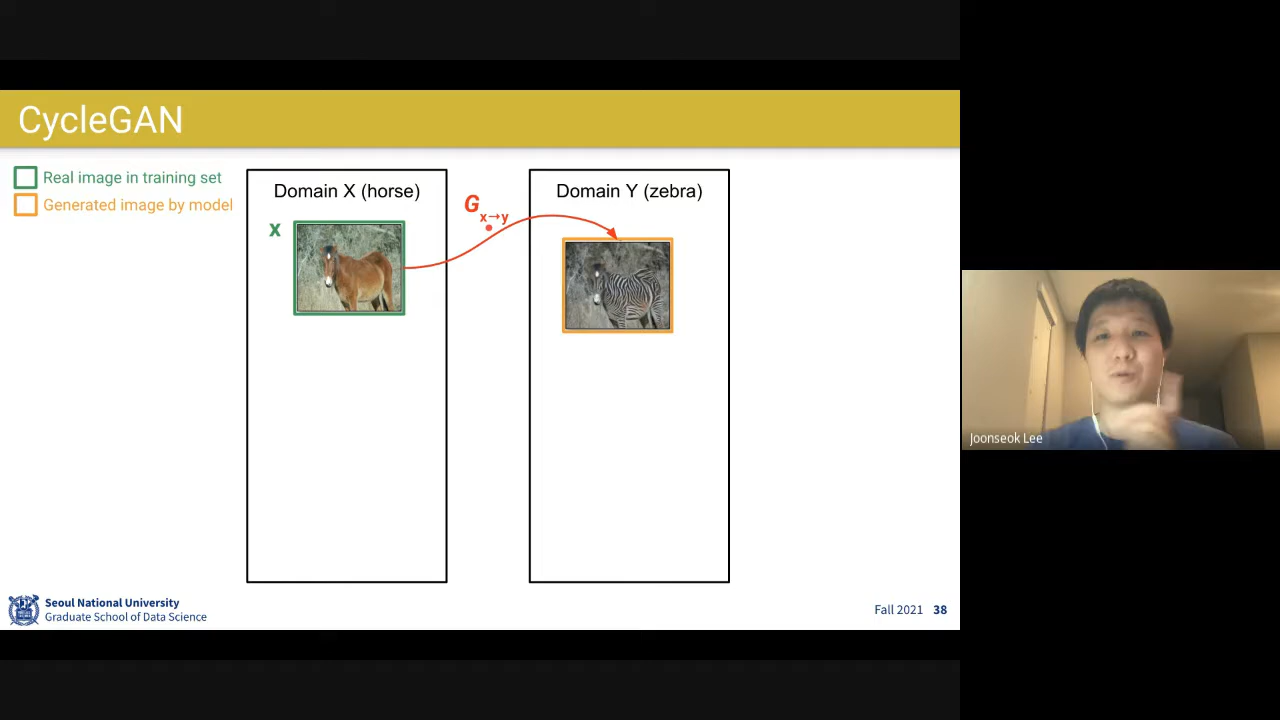 CycleGAN
Real image in training set
Generated image by model
Domain X (horse)
x
G x→y
Domain Y (zebra)
Joonseok Lee
Seoul National University
Graduate School of Data Science
Fall 2021 38